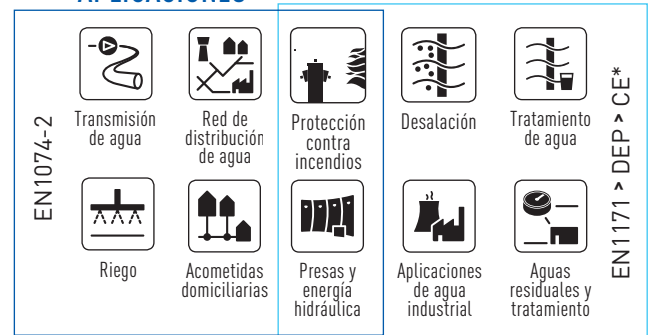 APLICACIONES
EN1074-2
Transmisión
de agua
Red de
distribución
de agua
Protección
contra
incendios
Desalación
Tratamiento
de agua
Riego
Acometidas
domiciliarias
Presas y
energía
hidráulica
Aplicaciones
de agua
industrial
Aguas
residuales y
tratamiento
EN1171 > DEP > CE*